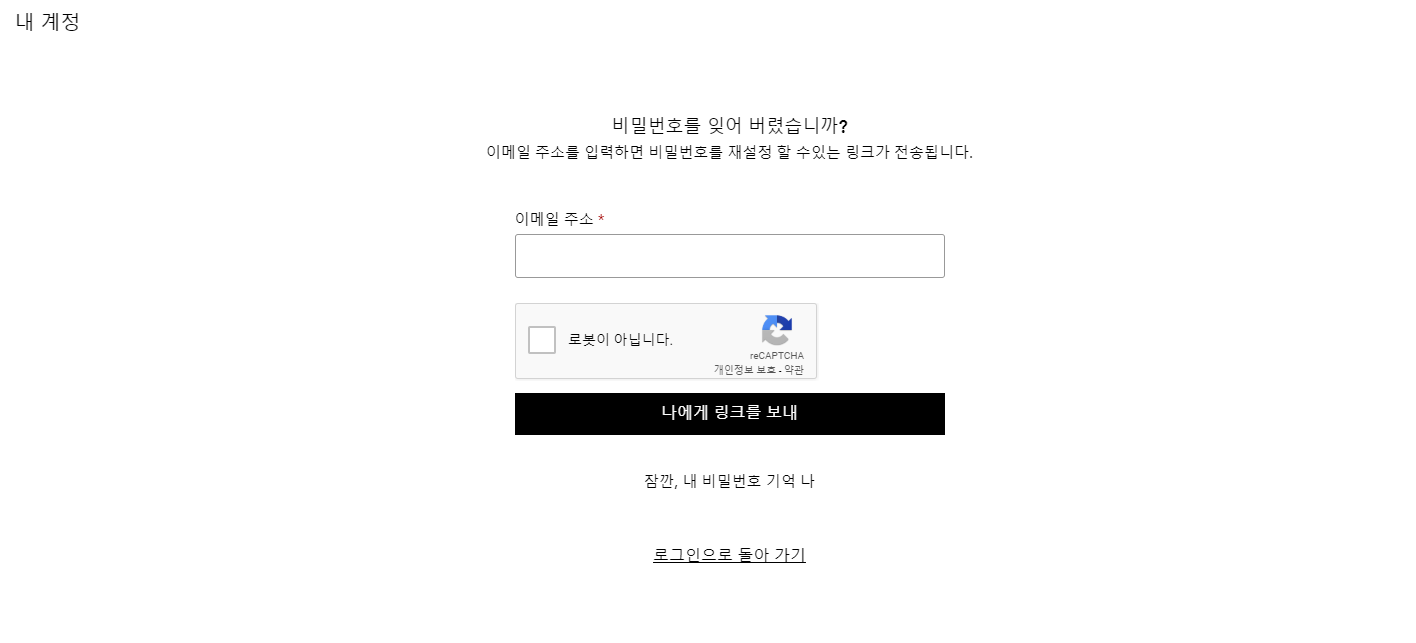 내 계정
비밀번호를 잊어 버렸습니까?
이메일 주소를 입력하면 비밀번호를 재설정 할 수있는 링크가 전송됩니다.
이메일 주소 *
로봇이 아닙니다.
reCAPTCHA
개인정보 보호 - 약관
나에게 링크를 보내
잠깐, 내 비밀번호 기억 나
로그인으로 돌아 가기